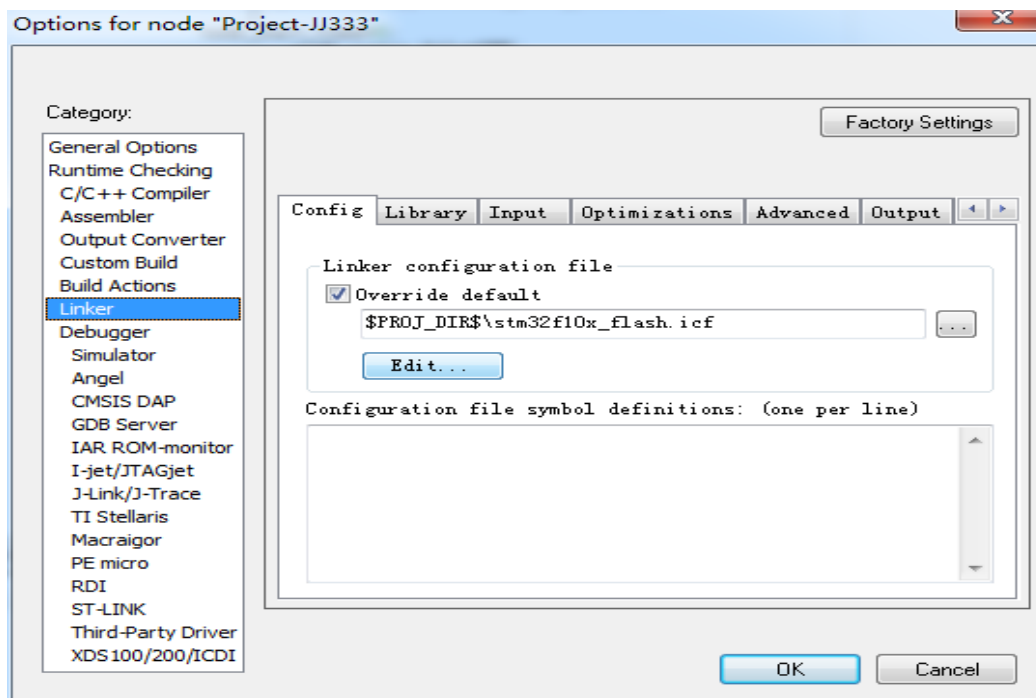 Options for node "Project-JJ333"
Category:
General Options
Runtime Checking
C/C++ Compiler
Assembler
Output Converter
Custom Build
Build Actions
Linker
Debugger
Simulator
Angel
CMSIS DAP
GDB Server
IAR ROM-monitor
I-jet/JTAGjet
J-Link/J-Trace
TI Stellaris
Macraigor
PE micro
RDI
ST-LINK
Third-Party Driver
XDS100/200/ICDI
Factory Settings
Config Library Input Optimizations Advanced Output
Linker configuration file
Override default
$PROJ_DIR$\stm32f10x_flash.icf
...
Edit...
Configuration file symbol definitions: (one per line)
OK Cancel